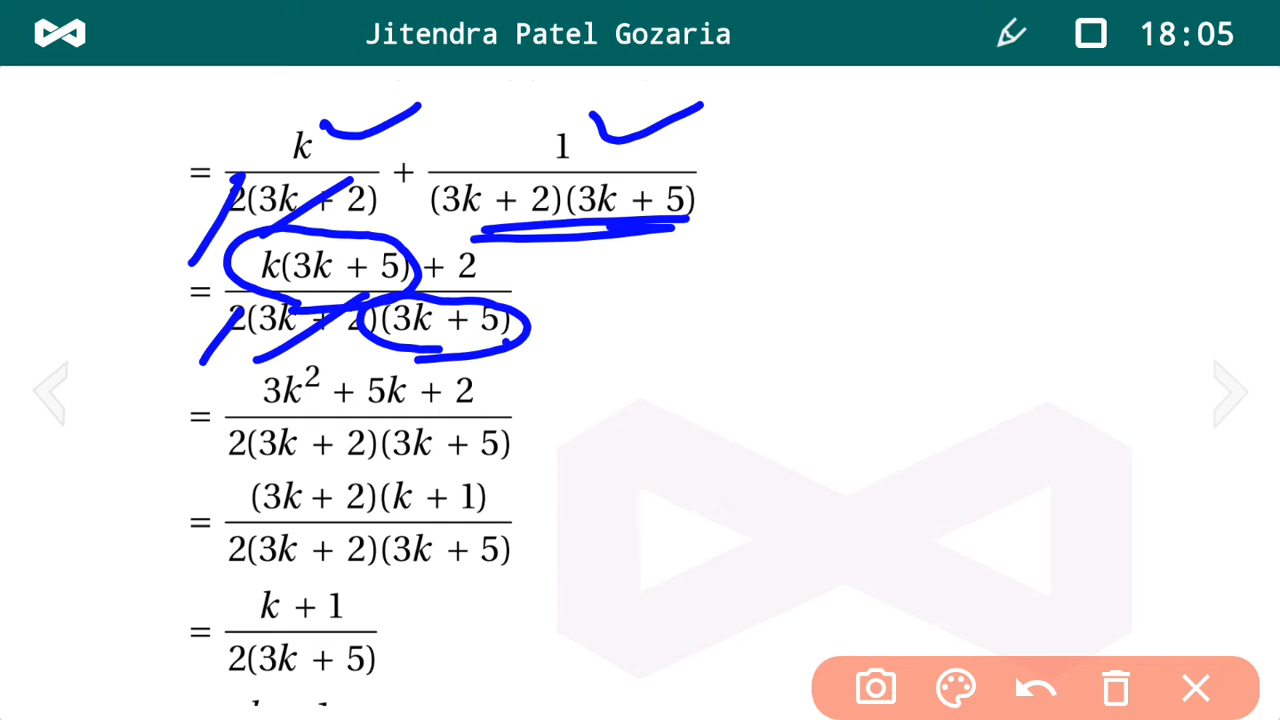 Jitendra Patel Gozaria 18:05
= k/(2(3k + 2)) + 1/((3k + 2)(3k + 5))
= (k(3k + 5) + 2)/(2(3k + 2)(3k + 5))
= (3k² + 5k + 2)/(2(3k + 2)(3k + 5))
= ((3k + 2)(k + 1))/(2(3k + 2)(3k + 5))
= (k + 1)/(2(3k + 5))